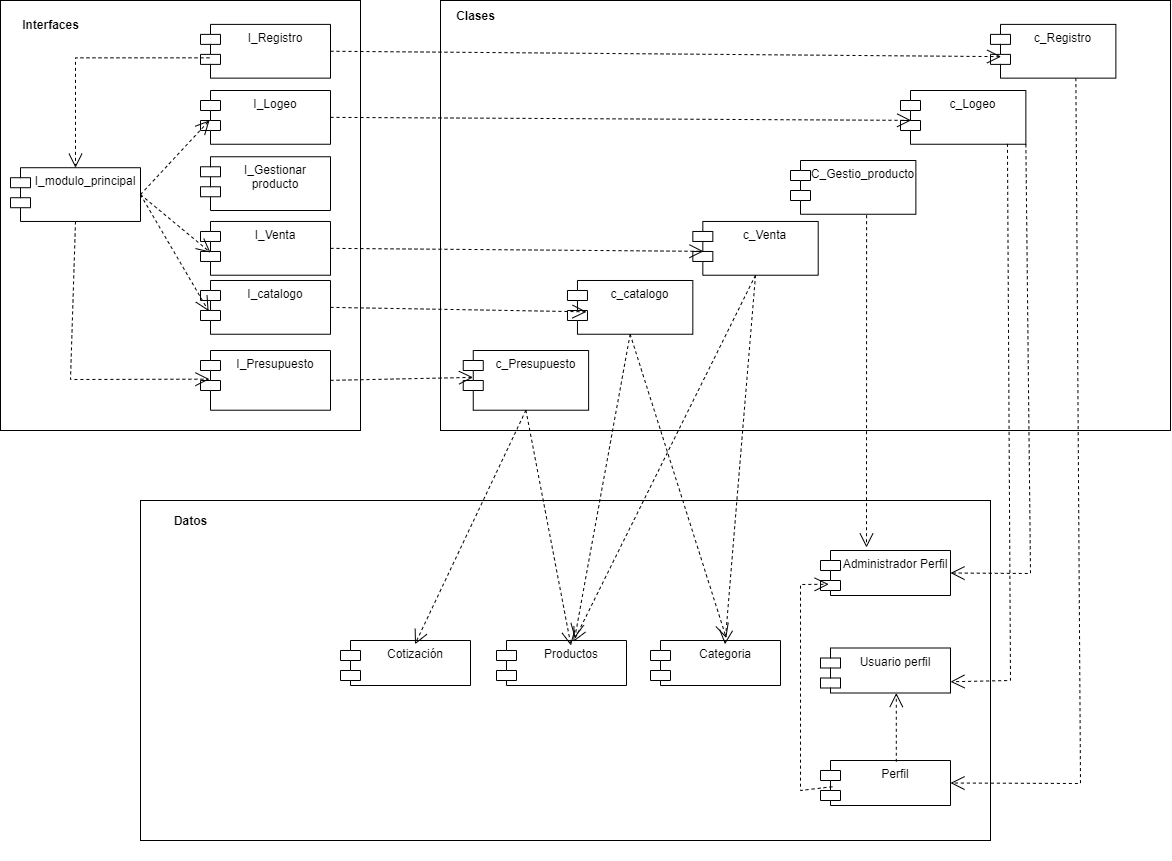 Interfaces
I_Registro
I_Logeo
I_Gestionar
producto
I_modulo_principal
I_Venta
I_catalogo
I_Presupuesto
Clases
c_Registro
c_Logeo
C_Gestio_producto
c_Venta
c_catalogo
c_Presupuesto
Datos
Administrador Perfil
Cotización
Productos
Categoria
Usuario perfil
Perfil